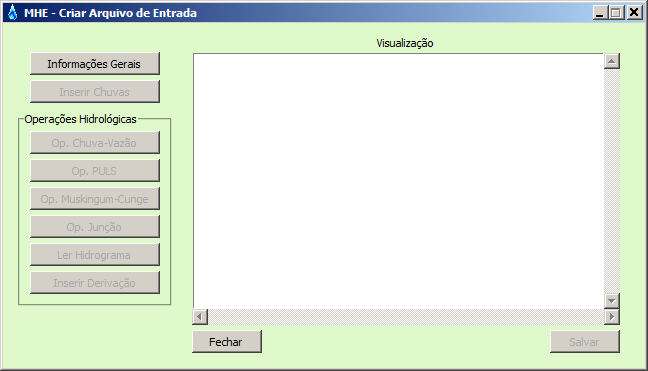 MHE - Criar Arquivo de Entrada
Visualização
Informações Gerais
Inserir Chuvas
Operações Hidrológicas
Op. Chuva-Vazão
Op. PULS
Op. Muskingum-Cunge
Op. Junção
Ler Hidrograma
Inserir Derivação
Fechar
Salvar